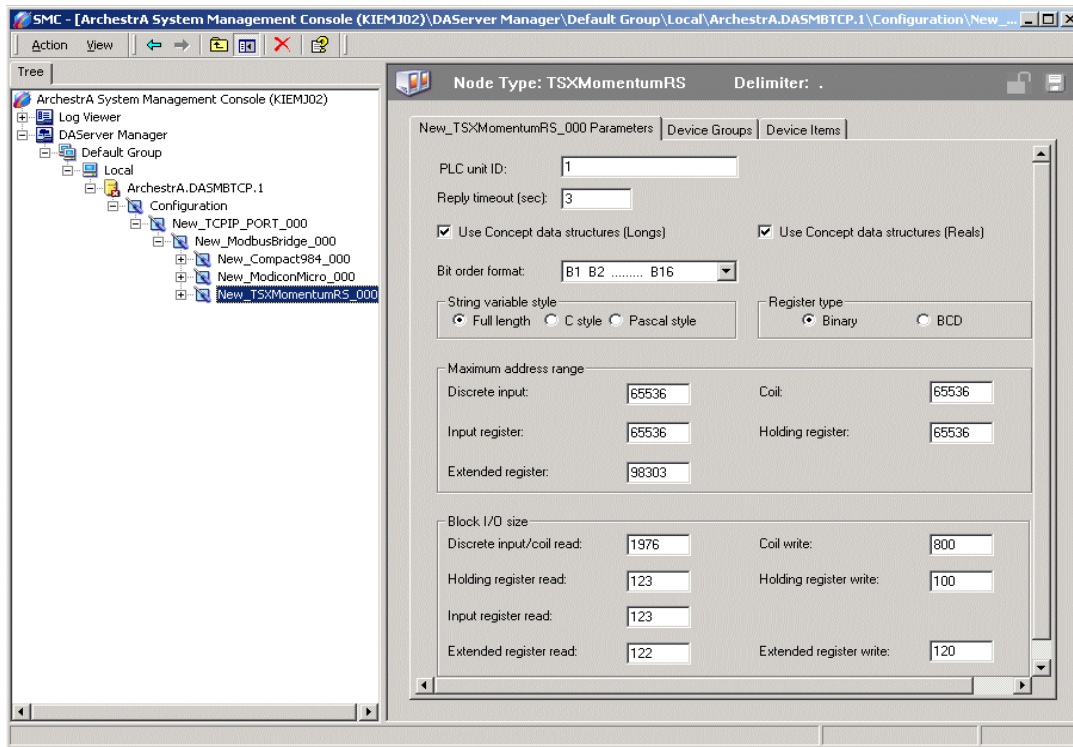 SMC - [ArchestrA System Management Console (KIEMJ02)\DAServer Manager\Default Group\Local\ArchestrA.DASMBTCP.1\Configuration\New_...
Action View
Tree
ArchestrA System Management Console (KIEMJ02)
Log Viewer
DAServer Manager
Default Group
Local
ArchestrA.DASMBTCP.1
Configuration
New_TCPIP_PORT_000
New_ModbusBridge_000
New_Compact984_000
New_ModiconMicro_000
New_TSXMomentumRS_000
Node Type: TSXMomentumRS Delimiter: .
New_TSXMomentumRS_000 Parameters Device Groups Device Items
PLC unit ID: 1
Reply timeout (sec): 3
Use Concept data structures (Longs) Use Concept data structures (Reals)
Bit order format: B1 B2 ......... B16
String variable style Register type
Full length C style Pascal style Binary BCD
Maximum address range
Discrete input: 65536 Coil: 65536
Input register: 65536 Holding register: 65536
Extended register: 98303
Block I/O size
Discrete input/coil read: 1976 Coil write: 800
Holding register read: 123 Holding register write: 100
Input register read: 123
Extended register read: 122 Extended register write: 120